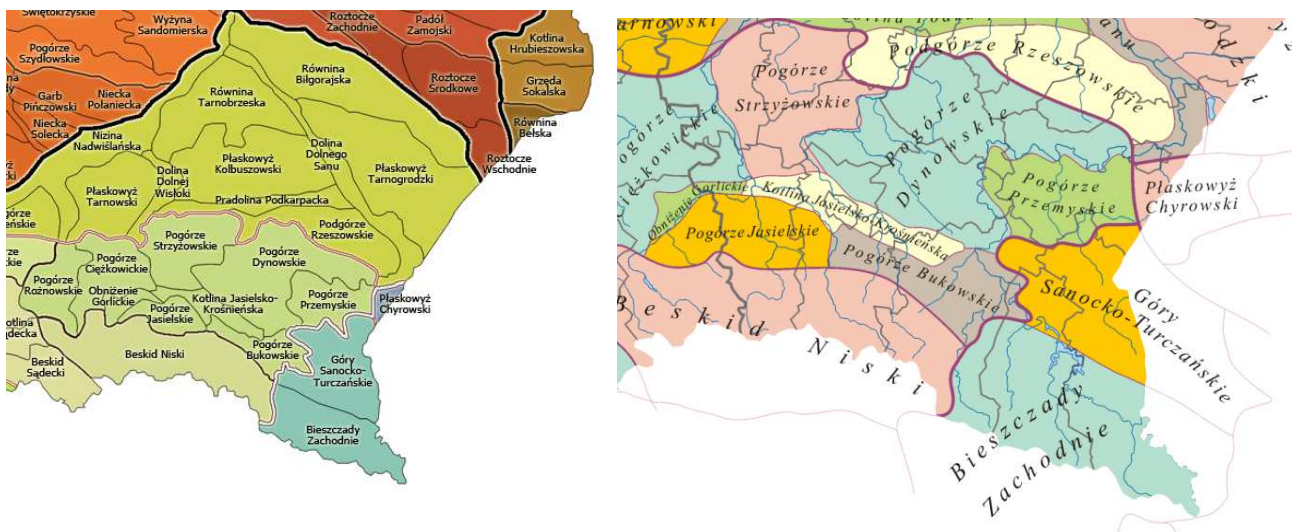 Świętokrzyskie
Wyżyna
Sandomierska
Roztocze
Zachodnie
Padół
Zamojski
Kotlina
Hrubieszowska
Pogórze
Szydłowskie
Równina
Biłgorajska
Grzęda
Sokalska
Garb
Pińczowski
Niecka
Połaniecka
Równina
Tarnobrzeska
Roztocze
Środkowe
Niecka
Solecka
Równina
Bełska
Nizina
Nadwiślańska
Dolina
Dolnego
Sanu
Płaskowyż
Kolbuszowski
Dolina
Dolnej
Wisłoki
Roztocze
Wschodnie
Płaskowyż
Tarnogrodzki
Płaskowyż
Tarnowski
Pradolina Podkarpacka
Podgórze
Rzeszowskie
Pogórze
Strzyżowskie
Pogórze
Dynowskie
Pogórze
Ciężkowickie
Pogórze
Rożnowskie
Obniżenie
Gorlickie
Pogórze
Jasielskie
Kotlina Jasielsko-
Krośnieńska
Pogórze
Przemyskie
Płaskowyż
Chyrowski
Beskid
Sądecki
Beskid Niski
Pogórze
Bukowskie
Góry
Sanocko-
Turczańskie
Bieszczady
Zachodnie
Pogórze
Strzyżowskie
Podgórze Rzeszowskie
Pogórze
Dynowskie
Obniżenie Gorlickie
Kotlina Jasielsko-Krośnieńska
Pogórze
Przemyskie
Płaskowyż
Chyrowski
Pogórze Jasielskie
Pogórze Bukowskie
Beskid
Niski
Góry
Sanocko-Turczańskie
Bieszczady
Zachodnie